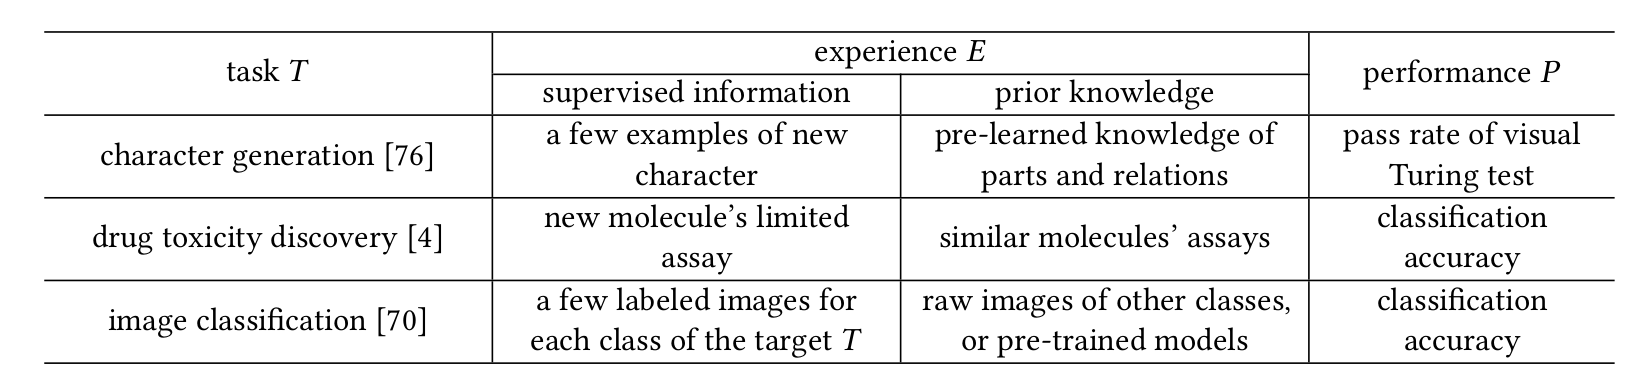 task T
experience E
performance P
supervised information
prior knowledge
character generation [76]
a few examples of new
character
pre-learned knowledge of
parts and relations
pass rate of visual
Turing test
drug toxicity discovery [4]
new molecule’s limited
assay
similar molecules’ assays
classification
accuracy
image classification [70]
a few labeled images for
each class of the target T
raw images of other classes,
or pre-trained models
classification
accuracy